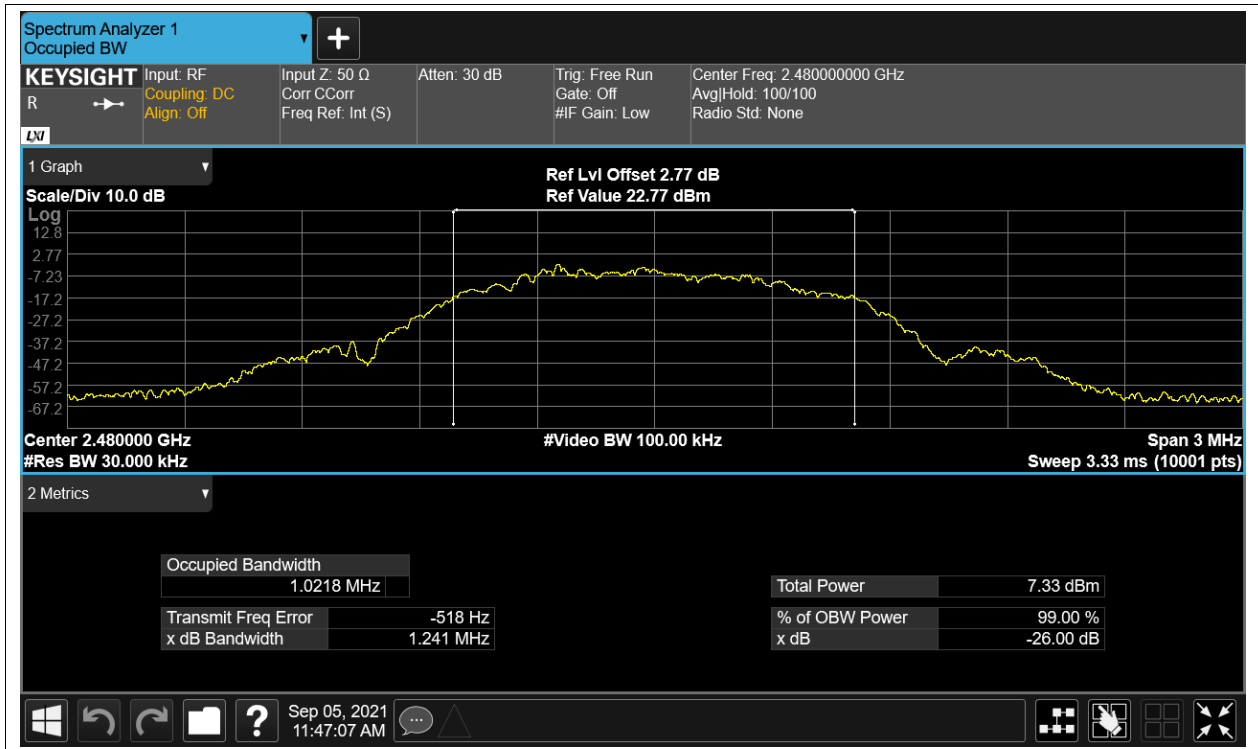 Spectrum Analyzer 1
Occupied BW
+
KEYSIGHT Input: RF Input Z: 50 Ω Atten: 30 dB Trig: Free Run Center Freq: 2.480000000 GHz
R Coupling: DC Corr CCorr Gate: Off Avg|Hold: 100/100
Align: Off Freq Ref: Int (S) #IF Gain: Low Radio Std: None
LXI
1 Graph
Ref Lvl Offset 2.77 dB
Scale/Div 10.0 dB Ref Value 22.77 dBm
Log
12.8
2.77
-7.23
-17.2
-27.2
-37.2
-47.2
-57.2
-67.2
Center 2.480000 GHz #Video BW 100.00 kHz Span 3 MHz
#Res BW 30.000 kHz Sweep 3.33 ms (10001 pts)
2 Metrics
Occupied Bandwidth
1.0218 MHz Total Power 7.33 dBm
Transmit Freq Error -518 Hz % of OBW Power 99.00 %
x dB Bandwidth 1.241 MHz x dB -26.00 dB
? Sep 05, 2021
11:47:07 AM